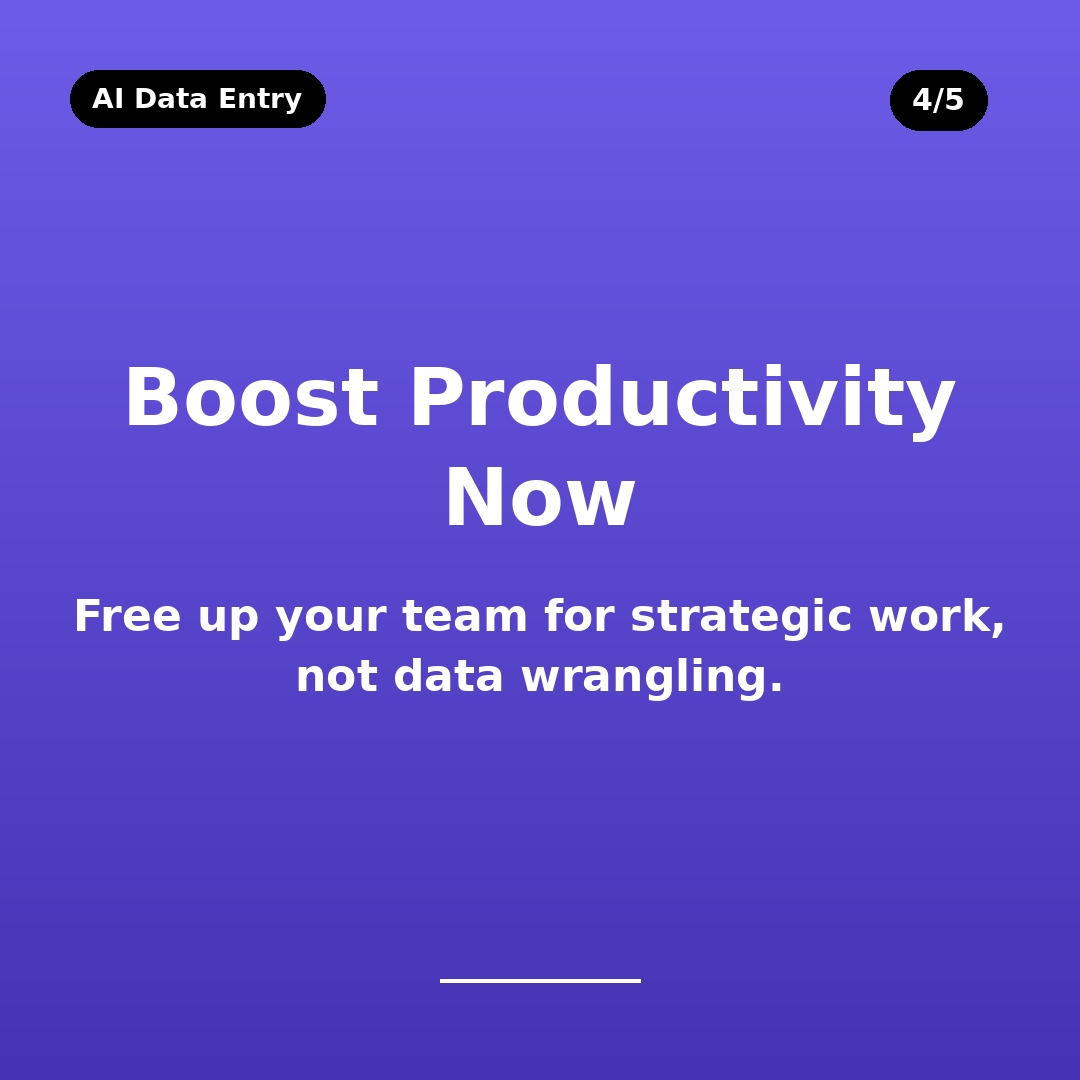 AI Data Entry
4/5
Boost Productivity
Now
Free up your team for strategic work,
not data wrangling.